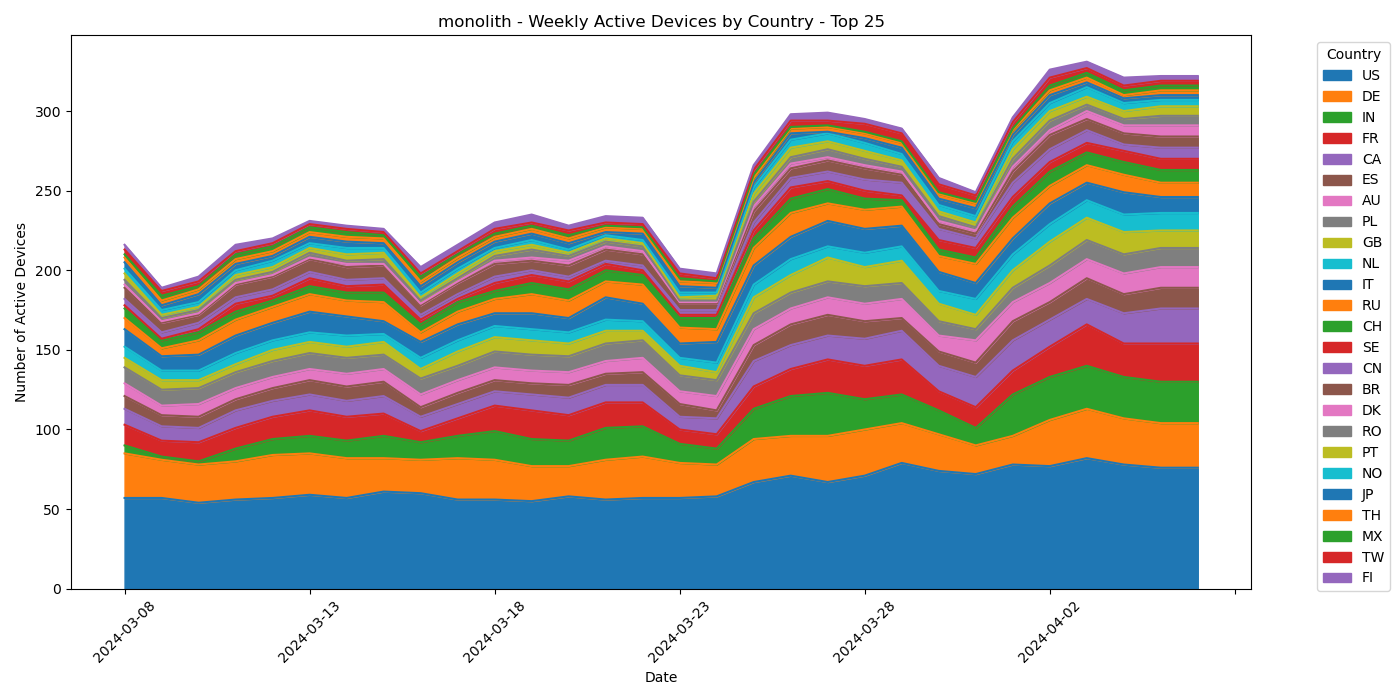 monolith - Weekly Active Devices by Country - Top 25
Number of Active Devices
300
250
200
150
100
50
0
2024-03-08
2024-03-13
2024-03-18
2024-03-23
2024-03-28
2024-04-02
Date
Country
US
DE
IN
FR
CA
ES
AU
PL
GB
NL
IT
RU
CH
SE
CN
BR
DK
RO
PT
NO
JP
TH
MX
TW
FI